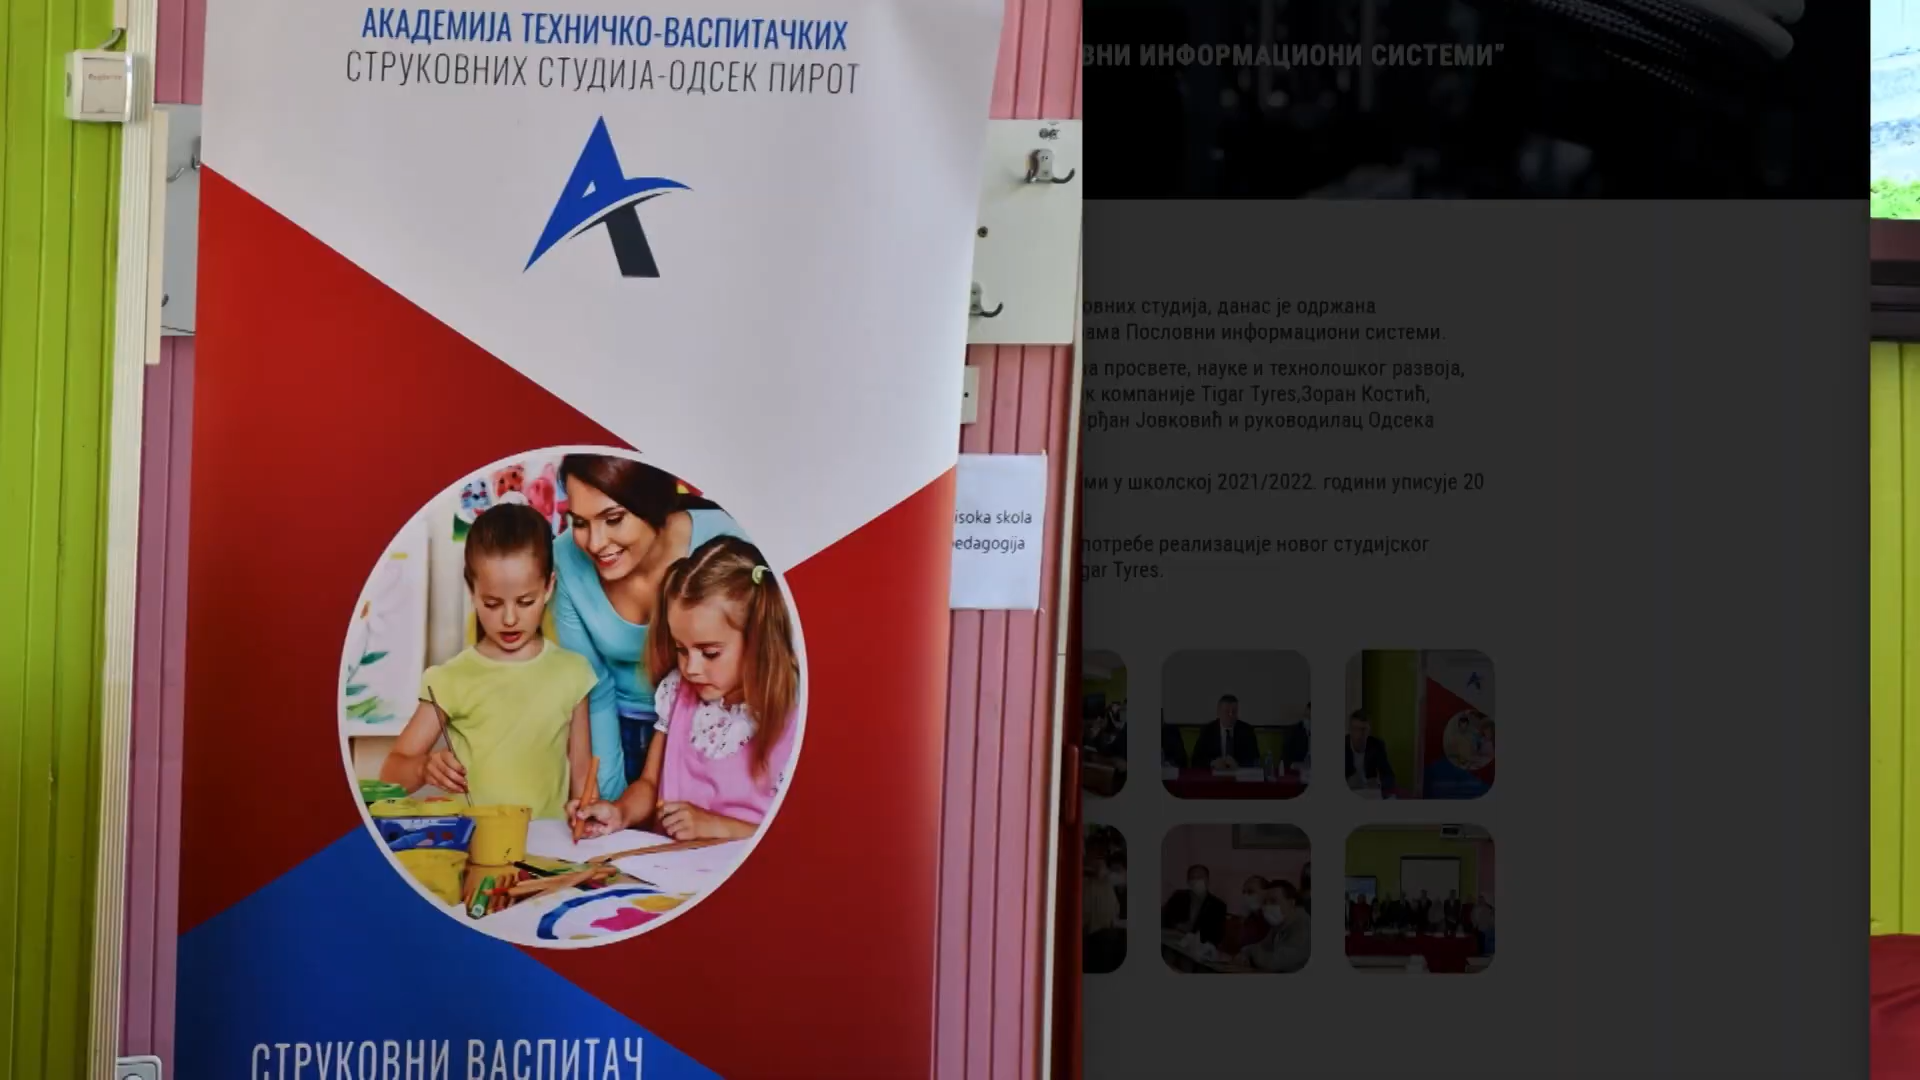 АКАДЕМИЈА ТЕХНИЧКО-ВАСПИТАЧКИХ
СТРУКОВНИХ СТУДИЈА-ОДСЕК ПИРОТ
СТРУКОВНИ ВАСПИТАЧ
isoka skola
edagogija
ВНИ ИНФОРМАЦИОНИ СИСТЕМИ”
овних студија, данас је одржана
ама Пословни информациони системи.
а просвете, науке и технолошког развоја,
к компаније Tigar Tyres,Зоран Костић,
рђан Јовковић и руководилац Одсека
ми у школској 2021/2022. години уписује 20
потребе реализације новог студијског
gar Tyres.